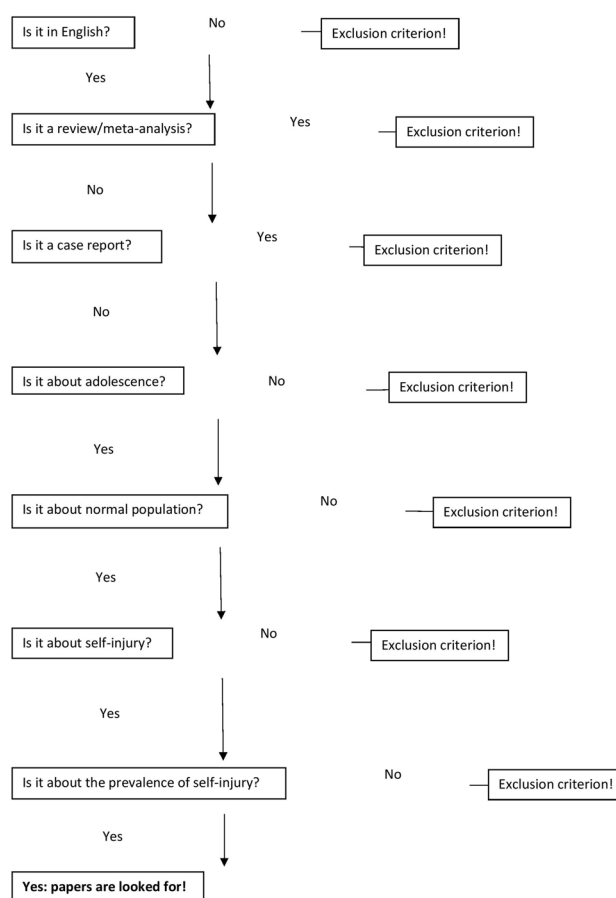 Is it in English?
No
Exclusion criterion!
Yes
Is it a review/meta-analysis?
Yes
Exclusion criterion!
No
Is it a case report?
Yes
Exclusion criterion!
No
Is it about adolescence?
No
Exclusion criterion!
Yes
Is it about normal population?
No
Exclusion criterion!
Yes
Is it about self-injury?
No
Exclusion criterion!
Yes
Is it about the prevalence of self-injury?
No
Exclusion criterion!
Yes
Yes: papers are looked for!